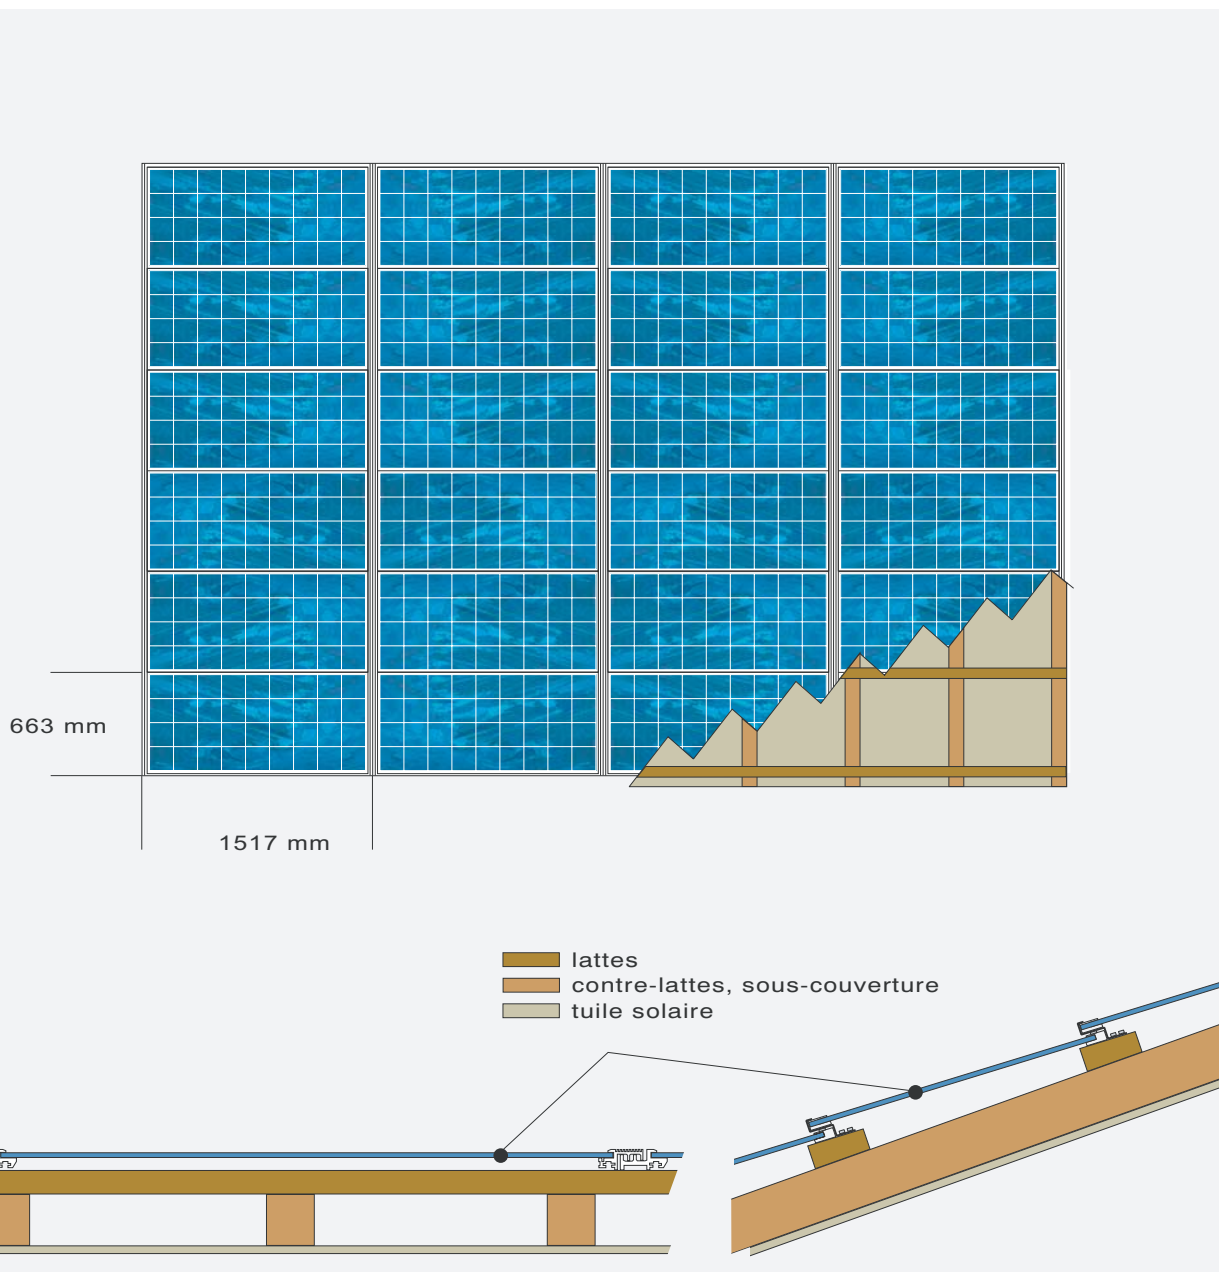 663 mm
1517 mm
lattes
contre-lattes, sous-couverture
tuile solaire